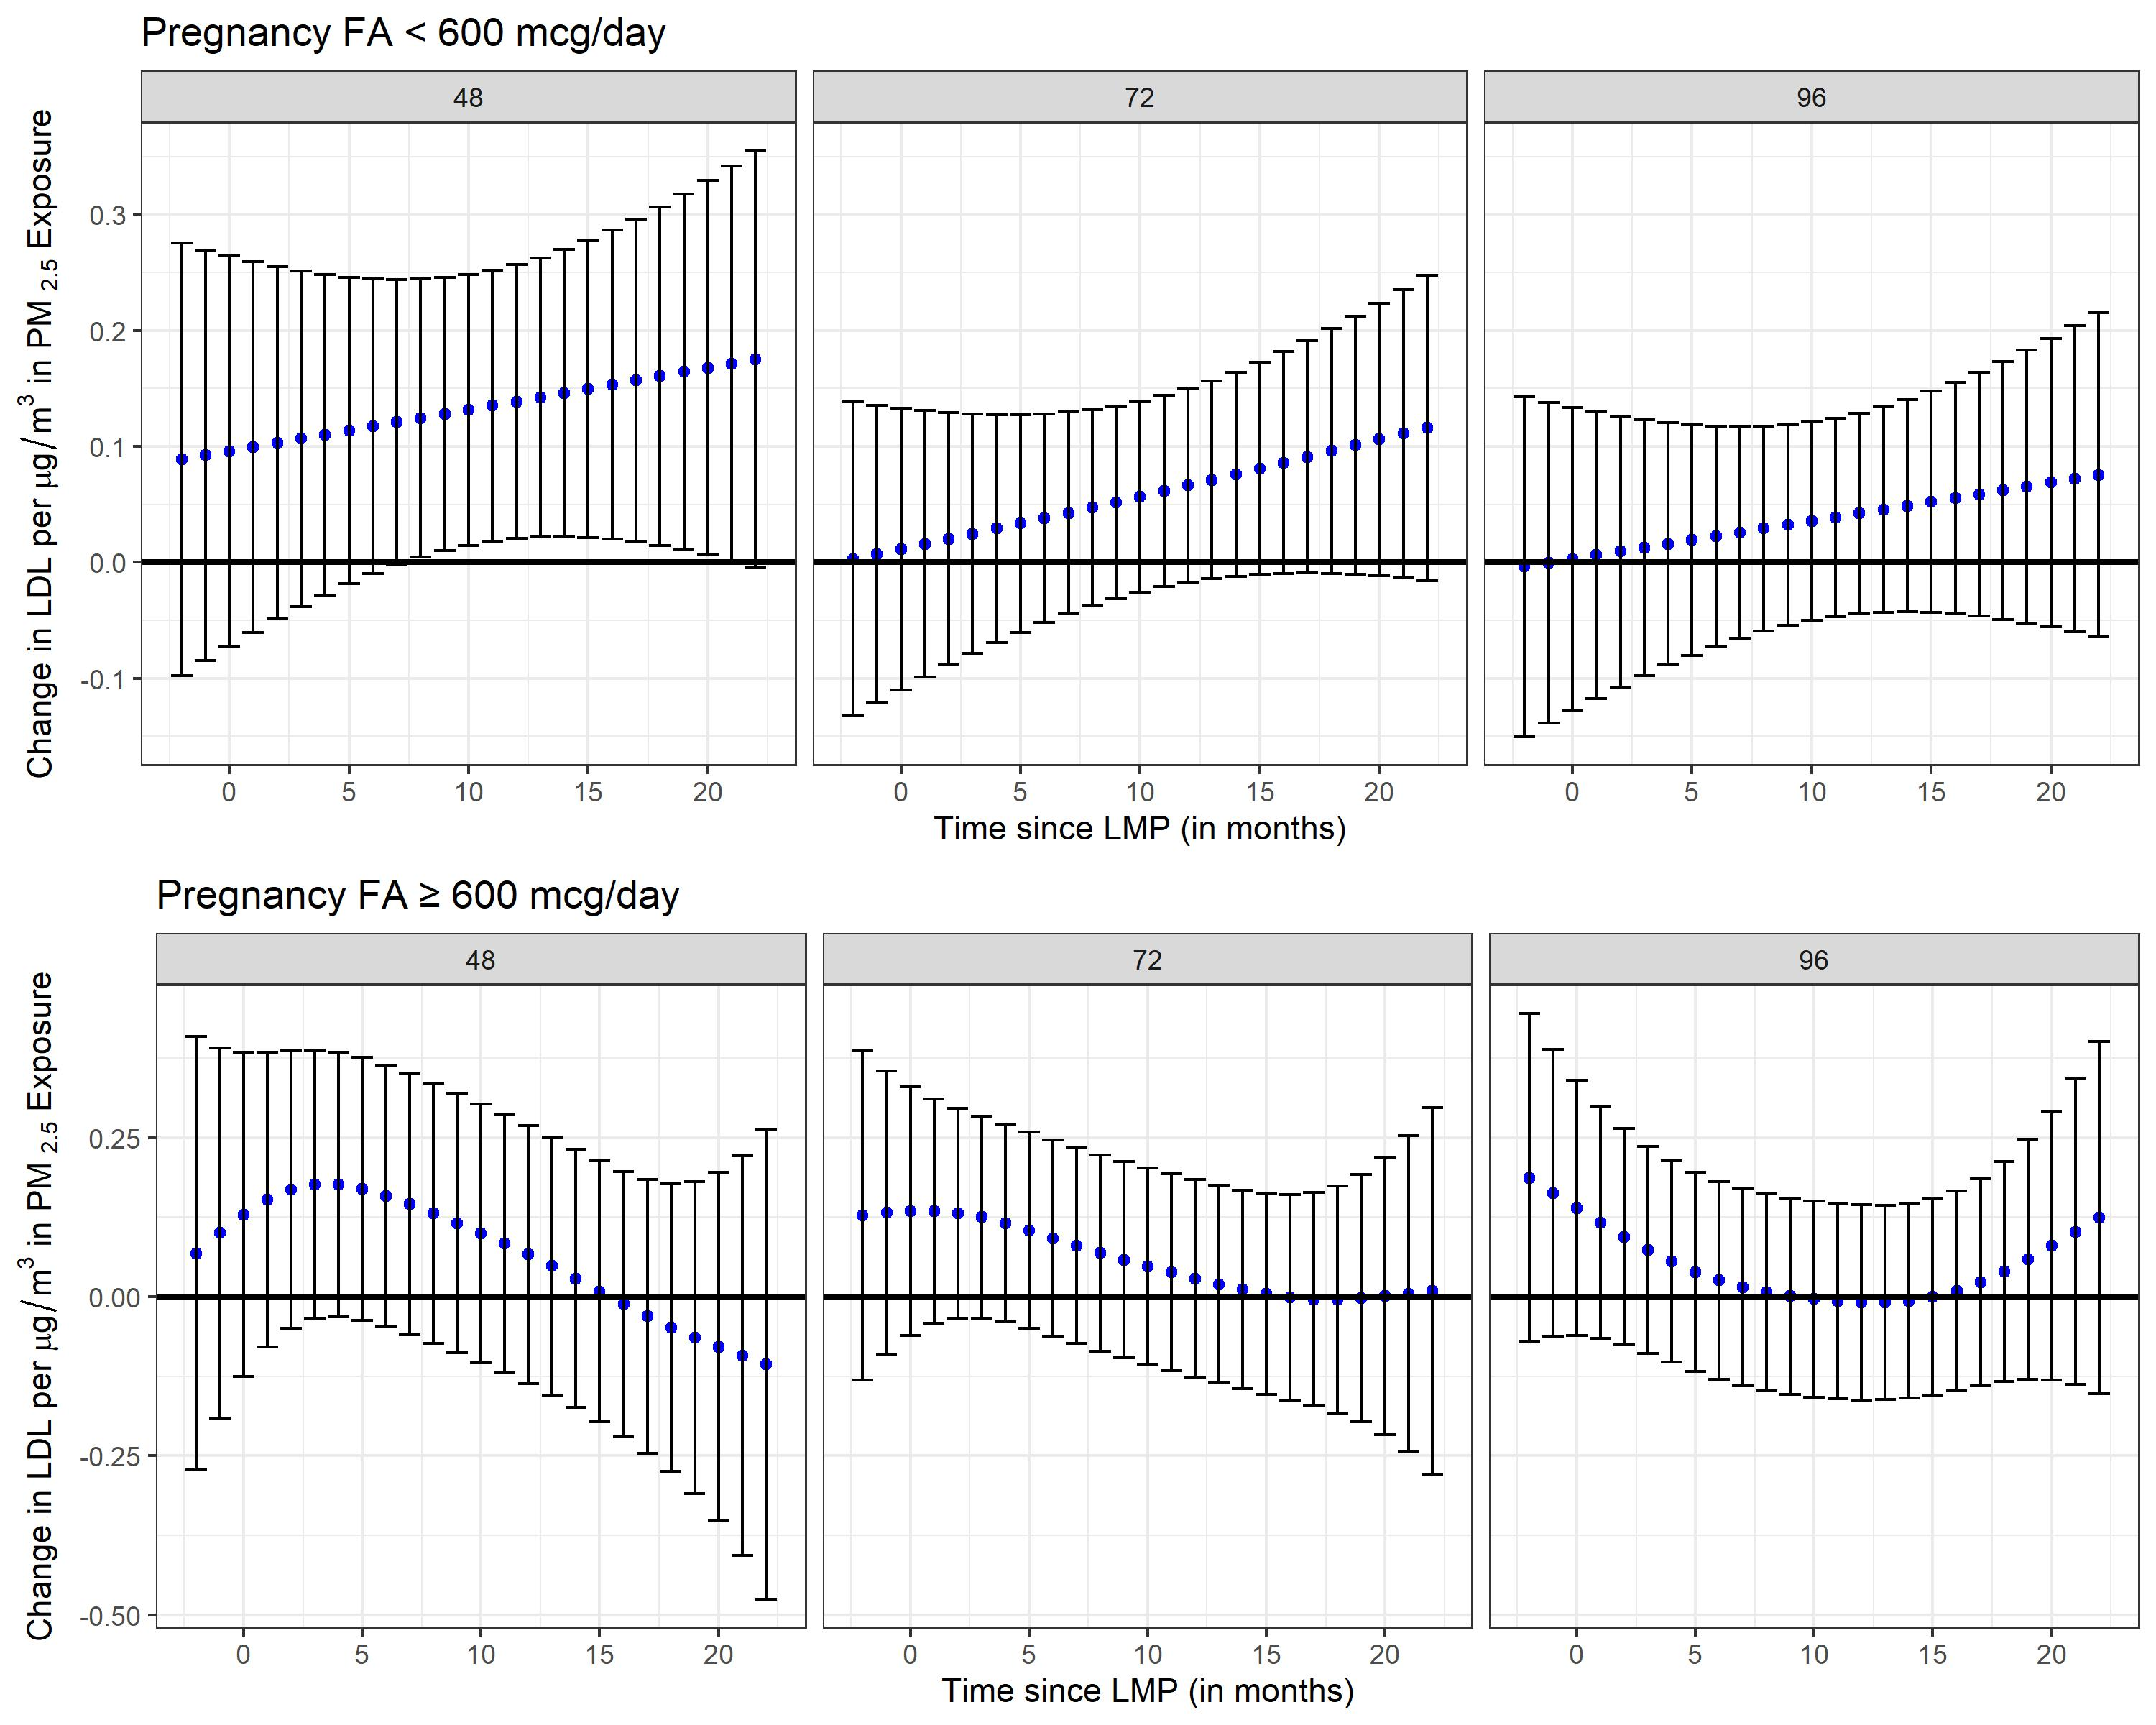 Pregnancy FA < 600 mcg/day
48 72 96
Change in LDL per μg/m³ in PM 2.5 Exposure
0.3
0.2
0.1
0.0
-0.1
0 5 10 15 20 0 5 10 15 20 0 5 10 15 20
Time since LMP (in months)
Pregnancy FA ≥ 600 mcg/day
48 72 96
Change in LDL per μg/m³ in PM 2.5 Exposure
0.25
0.00
-0.25
-0.50
0 5 10 15 20 0 5 10 15 20 0 5 10 15 20
Time since LMP (in months)